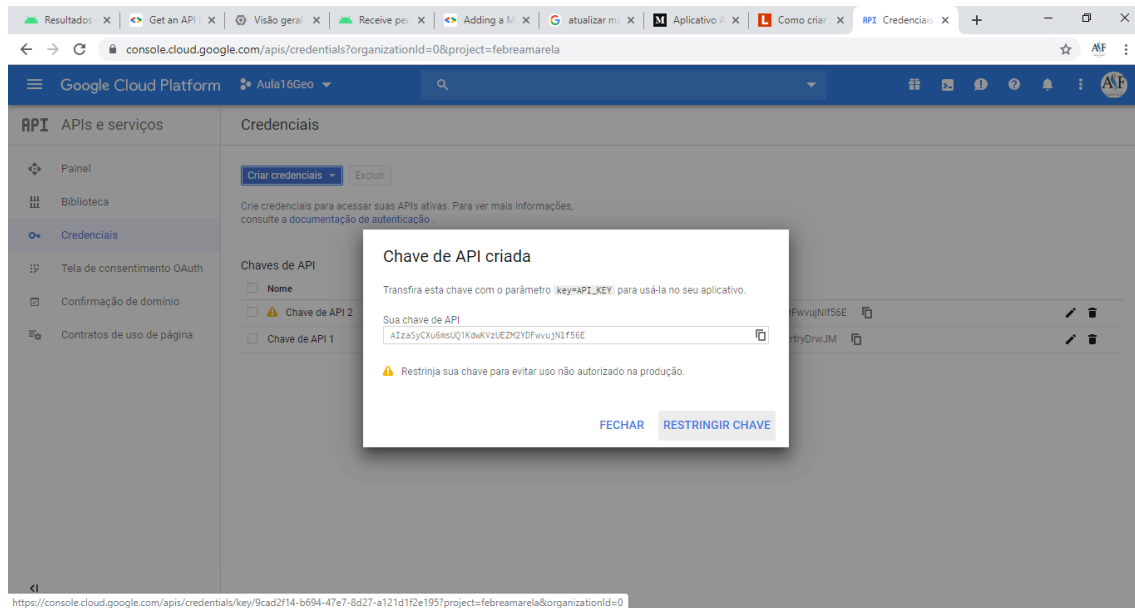 Resultados
Get an API
Visão geral
Receive per
Adding a M
atualizar m
Aplicativo
Como criar
API Credenciais
console.cloud.google.com/apis/credentials?organizationId=0&project=febreamarela
ASF
Google Cloud Platform
Aula16Geo
ASF
API APIs e serviços
Credenciais
Painel
Biblioteca
Credenciais
Tela de consentimento OAuth
Confirmação de domínio
Contratos de uso de página
Criar credenciais
Excluir
Crie credenciais para acessar suas APIs ativas. Para ver mais informações,
consulte a documentação de autenticação .
Chaves de API
Nome
Chave de API 2
FwvujNlf56E
Chave de API 1
rtryDrwJM
Chave de API criada
Transfira esta chave com o parâmetro key=API_KEY para usá-la no seu aplicativo.
Sua chave de API
AIzaSyCXu6msUQ1KdwKVzUEZM2YDFwvujNlf56E
Restrinja sua chave para evitar uso não autorizado na produção.
FECHAR
RESTRINGIR CHAVE
https://console.cloud.google.com/apis/credentials/key/9cad2f14-b694-47e7-8d27-a121d1f2e195?project=febreamarela&organizationId=0